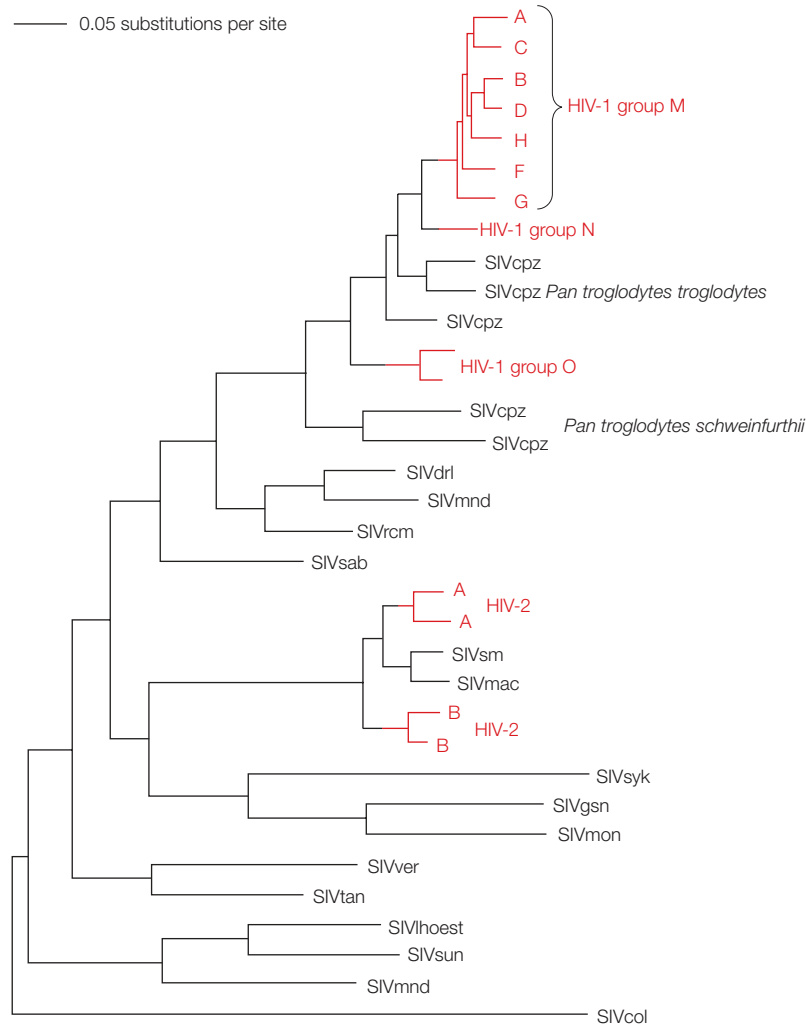 0.05 substitutions per site
A
C
B
D
H
F
G
HIV-1 group M
HIV-1 group N
SIVcpz
SIVcpz Pan troglodytes troglodytes
SIVcpz
HIV-1 group O
SIVcpz
Pan troglodytes schweinfurthii
SIVcpz
SIVdrl
SIVmnd
SIVrcm
SIVsab
A
HIV-2
A
SIVsm
SIVmac
B
HIV-2
B
SIVsyk
SIVgsn
SIVmon
SIVver
SIVtan
SIVlhoest
SIVsun
SIVmnd
SIVcol